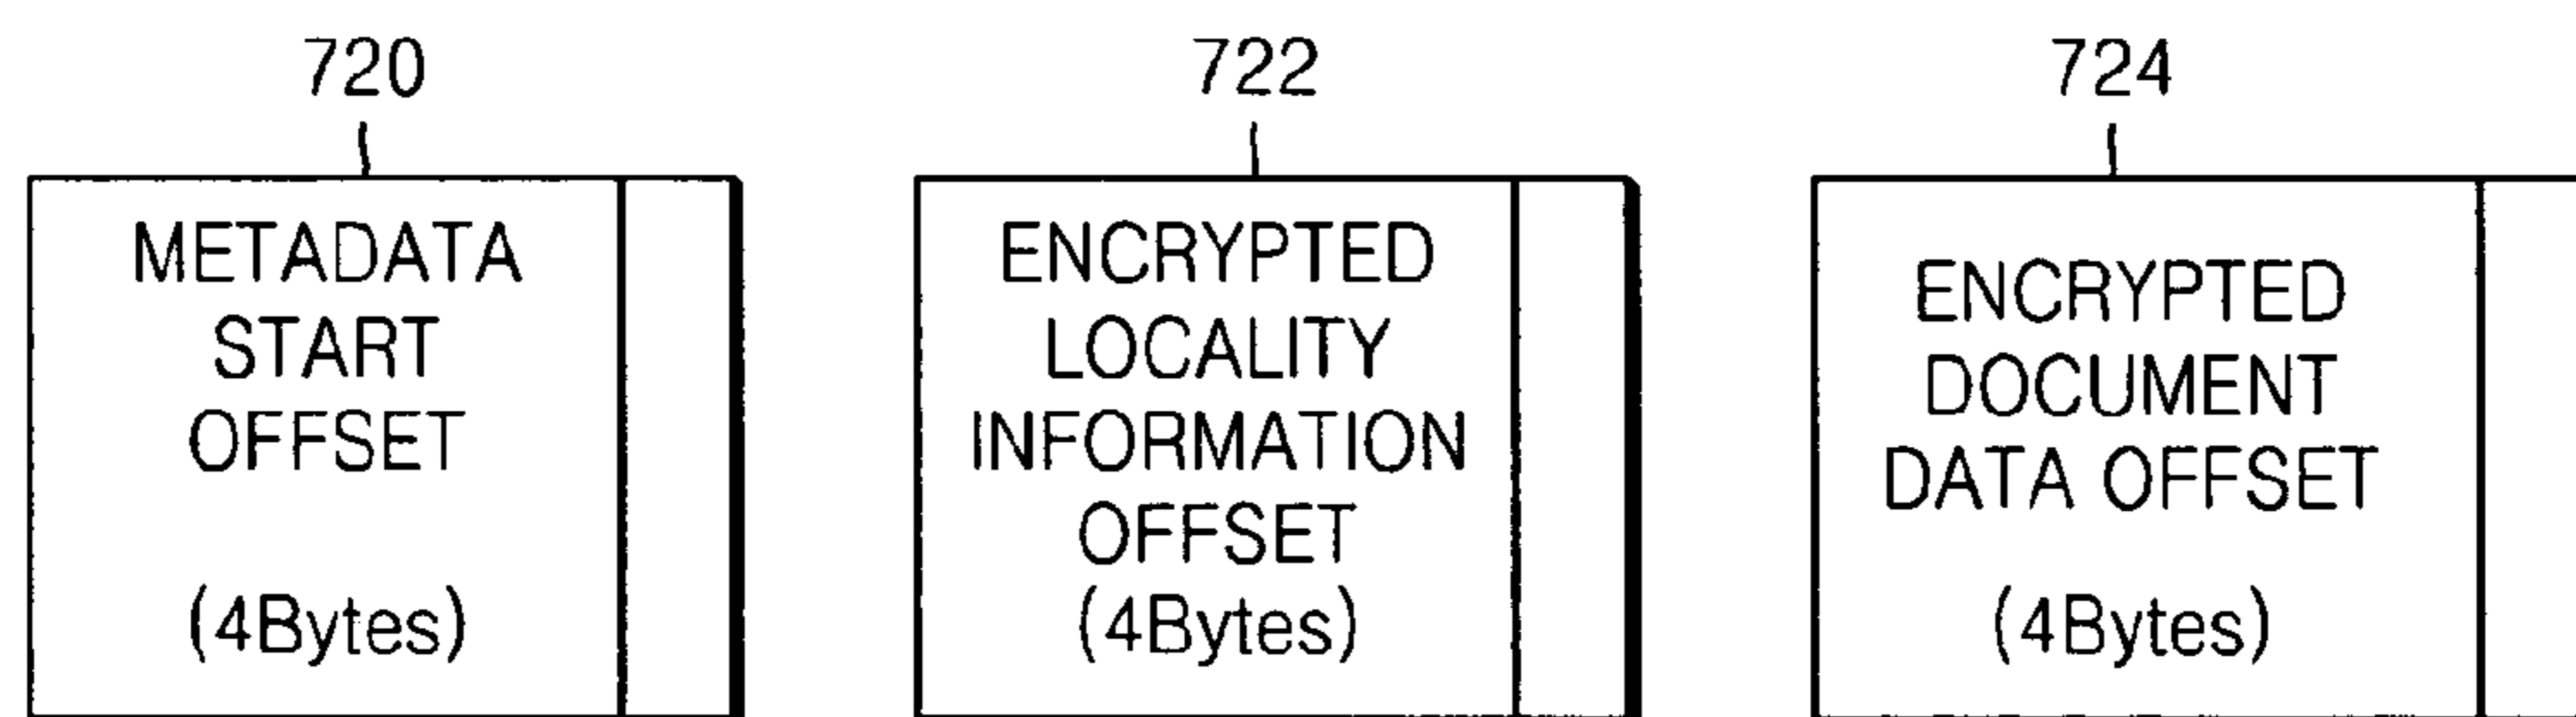 720
722
724
METADATA
START
OFFSET
(4Bytes)
ENCRYPTED
LOCALITY
INFORMATION
OFFSET
(4Bytes)
ENCRYPTED
DOCUMENT
DATA OFFSET
(4Bytes)